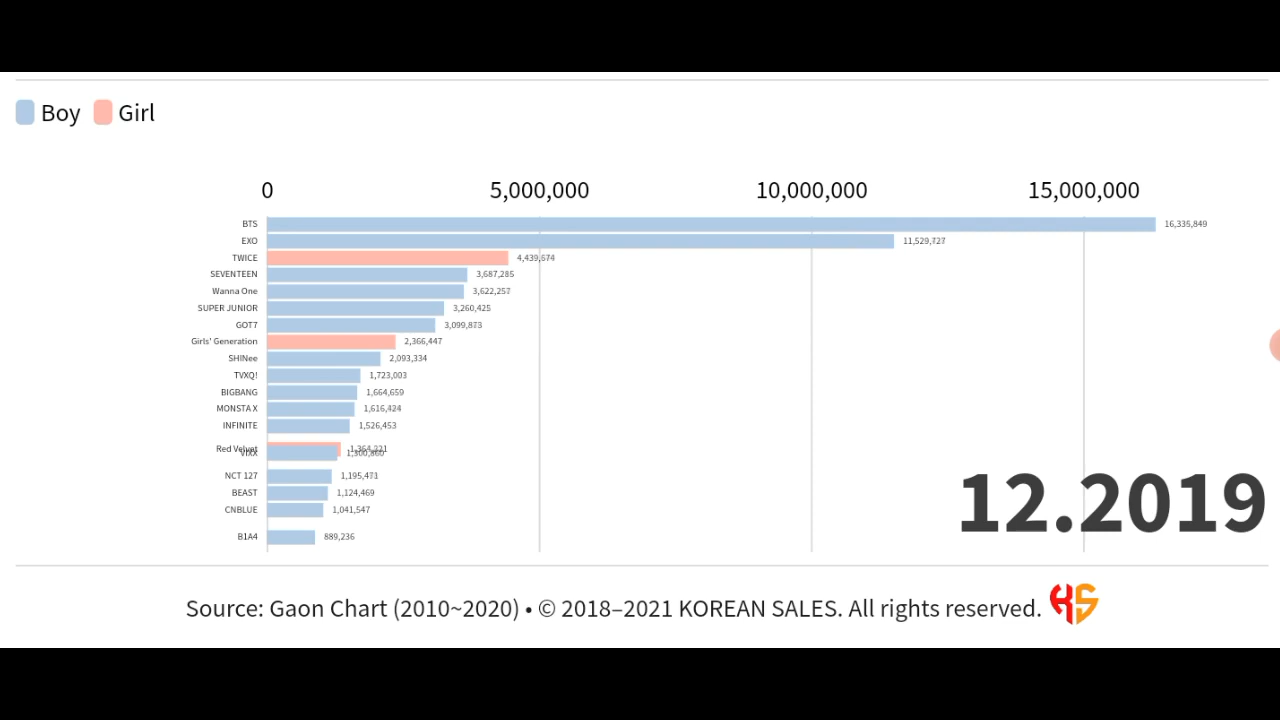 Boy Girl
0 5,000,000 10,000,000 15,000,000
BTS 16,335,849
EXO 11,529,727
TWICE 4,439,674
SEVENTEEN 3,687,285
Wanna One 3,622,257
SUPER JUNIOR 3,260,425
GOT7 3,099,873
Girls' Generation 2,366,447
SHINee 2,093,334
TVXQ! 1,723,003
BIGBANG 1,664,659
MONSTA X 1,616,424
INFINITE 1,526,453
Red Velvet
VIXX
NCT 127 1,195,473
BEAST 1,124,469
CNBLUE 1,041,547
B1A4 889,236
12.2019
Source: Gaon Chart (2010~2020) • © 2018–2021 KOREAN SALES. All rights reserved. KS